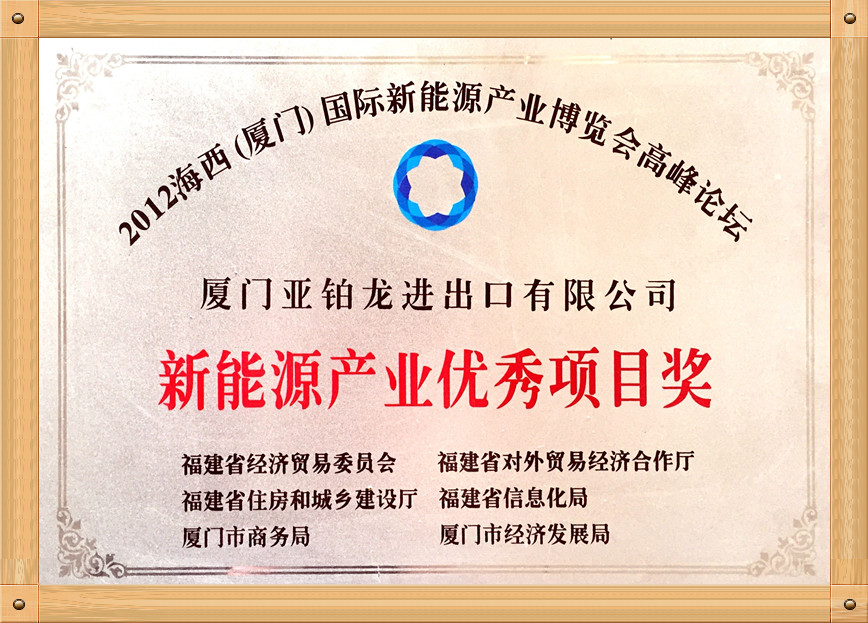 2012海西(厦门)国际新能源产业博览会高峰论坛
厦门亚铂龙进出口有限公司
新能源产业优秀项目奖
福建省经济贸易委员会 福建省对外贸易经济合作厅
福建省住房和城乡建设厅 福建省信息化局
厦门市商务局 厦门市经济发展局